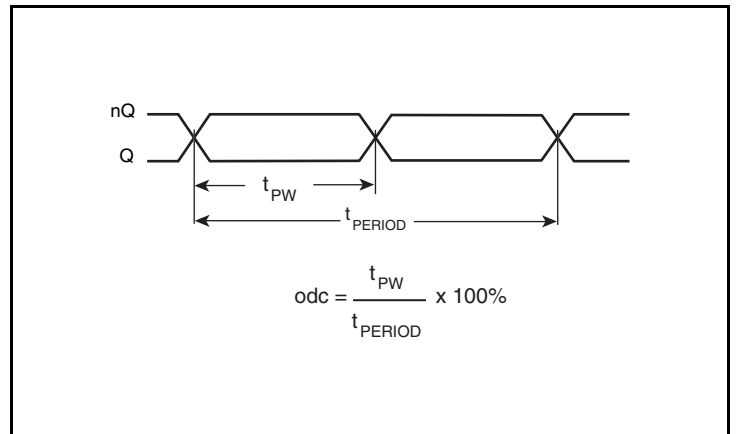 nQ
Q
tPW
tPERIOD
odc = tPW / tPERIOD x 100%